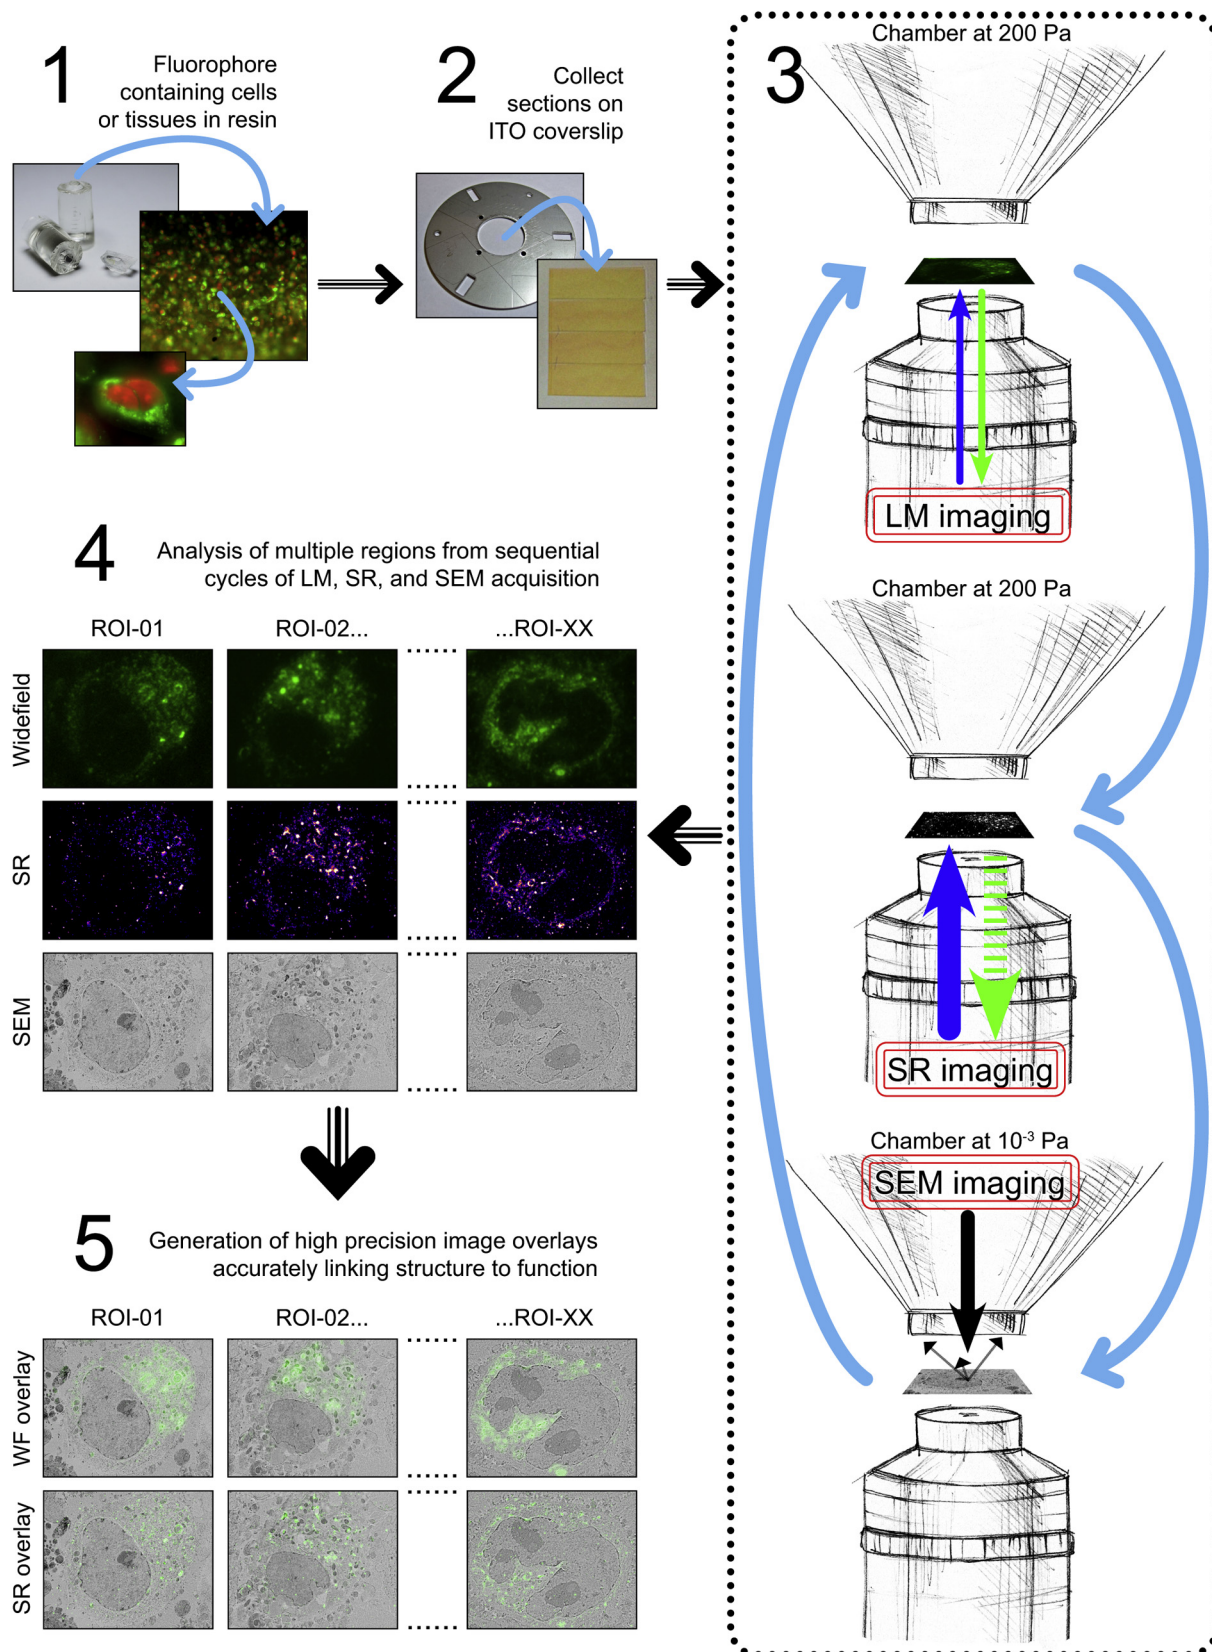 1
Fluorophore
containing cells
or tissues in resin
2
Collect
sections on
ITO coverslip
3
Chamber at 200 Pa
LM imaging
Chamber at 200 Pa
SR imaging
Chamber at 10⁻³ Pa
SEM imaging
4
Analysis of multiple regions from sequential
cycles of LM, SR, and SEM acquisition
ROI-01 ROI-02... ...ROI-XX
Widefield
SR
SEM
5
Generation of high precision image overlays
accurately linking structure to function
ROI-01 ROI-02... ...ROI-XX
WF overlay
SR overlay